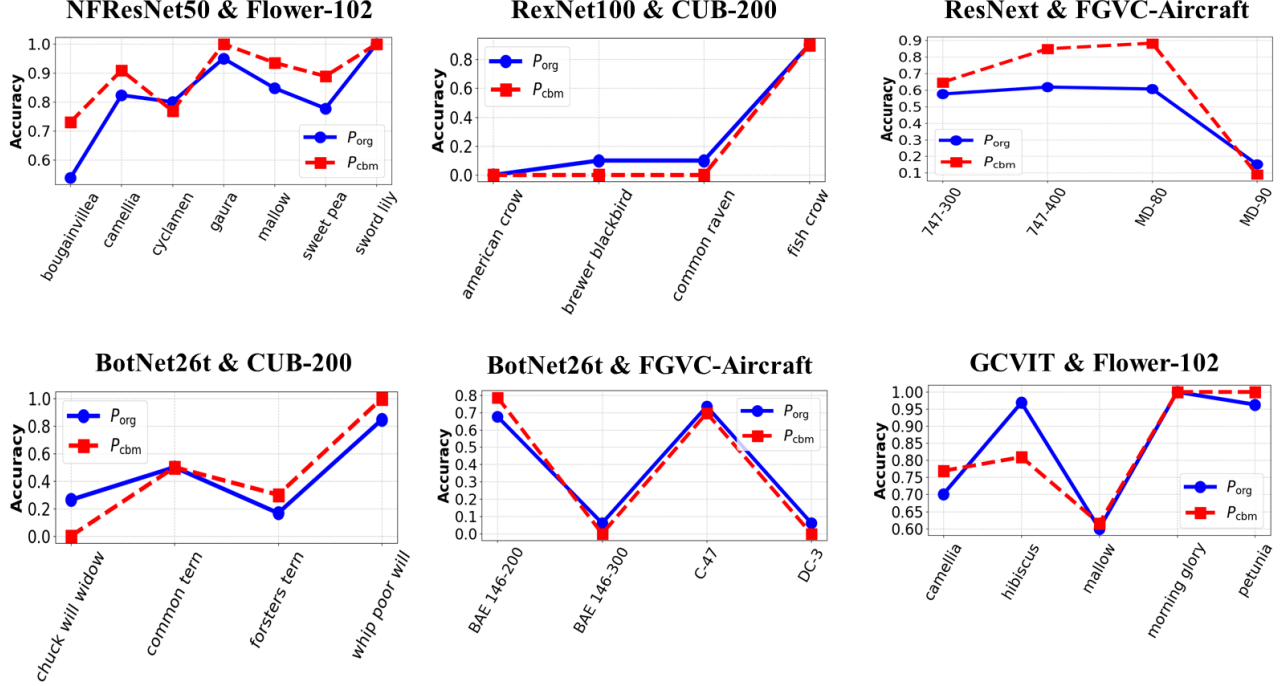 NFResNet50 & Flower-102
1.0
0.9
0.8
0.7
0.6
Accuracy
P_org
P_cbm
bougainvillea
camellia
cyclamen
gaura
mallow
sweet pea
sword lily
RexNet100 & CUB-200
0.8
0.6
0.4
0.2
0.0
Accuracy
P_org
P_cbm
american crow
brewer blackbird
common raven
fish crow
ResNext & FGVC-Aircraft
0.9
0.8
0.7
0.6
0.5
0.4
0.3
0.2
0.1
Accuracy
P_org
P_cbm
747-300
747-400
MD-80
MD-90
BotNet26t & CUB-200
1.0
0.8
0.6
0.4
0.2
0.0
Accuracy
P_org
P_cbm
chuck will widow
common tern
forsters tern
whip poor will
BotNet26t & FGVC-Aircraft
0.8
0.7
0.6
0.5
0.4
0.3
0.2
0.1
0.0
Accuracy
P_org
P_cbm
BAE 146-200
BAE 146-300
C-47
DC-3
GCVIT & Flower-102
1.00
0.95
0.90
0.85
0.80
0.75
0.70
0.65
0.60
Accuracy
P_org
P_cbm
camellia
hibiscus
mallow
morning glory
petunia